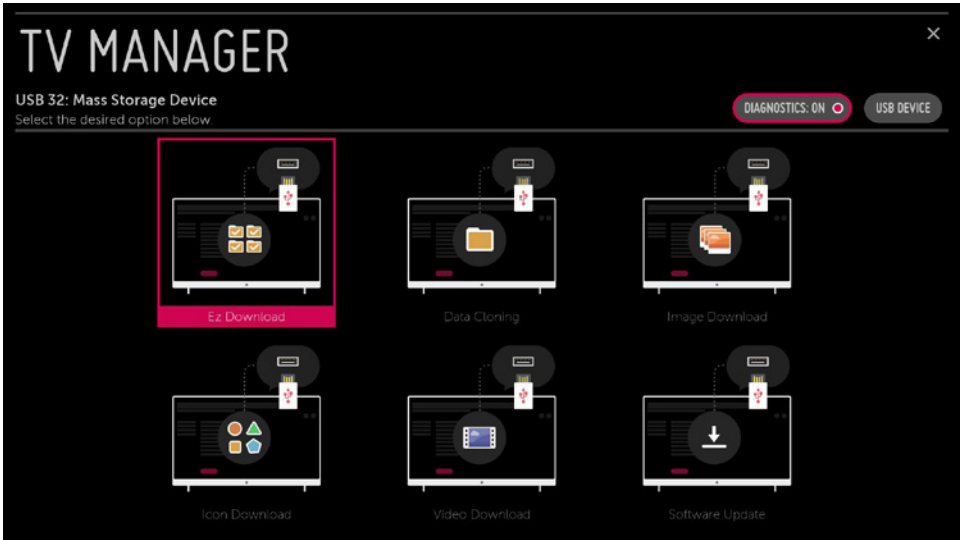 TV MANAGER
USB 32: Mass Storage Device
Select the desired option below.
DIAGNOSTICS: ON
USB DEVICE
Ez Download
Data Cloning
Image Download
Icon Download
Video Download
Software Update